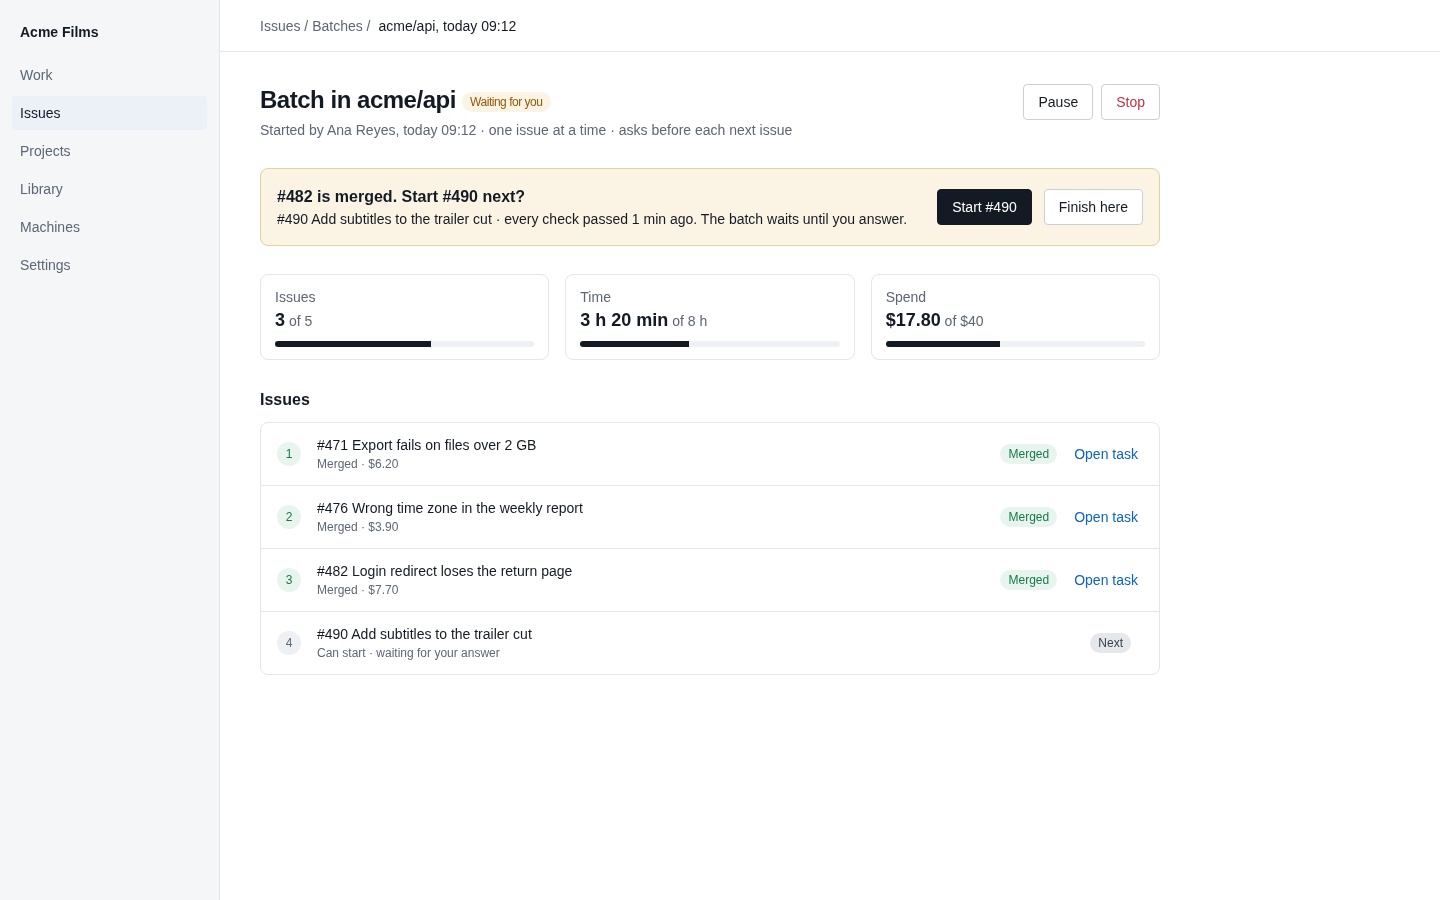 Acme Films
Work
Issues
Projects
Library
Machines
Settings
Issues / Batches / acme/api, today 09:12
Batch in acme/api Waiting for you
Started by Ana Reyes, today 09:12 · one issue at a time · asks before each next issue
Pause Stop
#482 is merged. Start #490 next?
#490 Add subtitles to the trailer cut · every check passed 1 min ago. The batch waits until you answer.
Start #490 Finish here
Issues
3 of 5
Time
3 h 20 min of 8 h
Spend
$17.80 of $40
Issues
1 #471 Export fails on files over 2 GB
Merged · $6.20
Merged Open task
2 #476 Wrong time zone in the weekly report
Merged · $3.90
Merged Open task
3 #482 Login redirect loses the return page
Merged · $7.70
Merged Open task
4 #490 Add subtitles to the trailer cut
Can start · waiting for your answer
Next